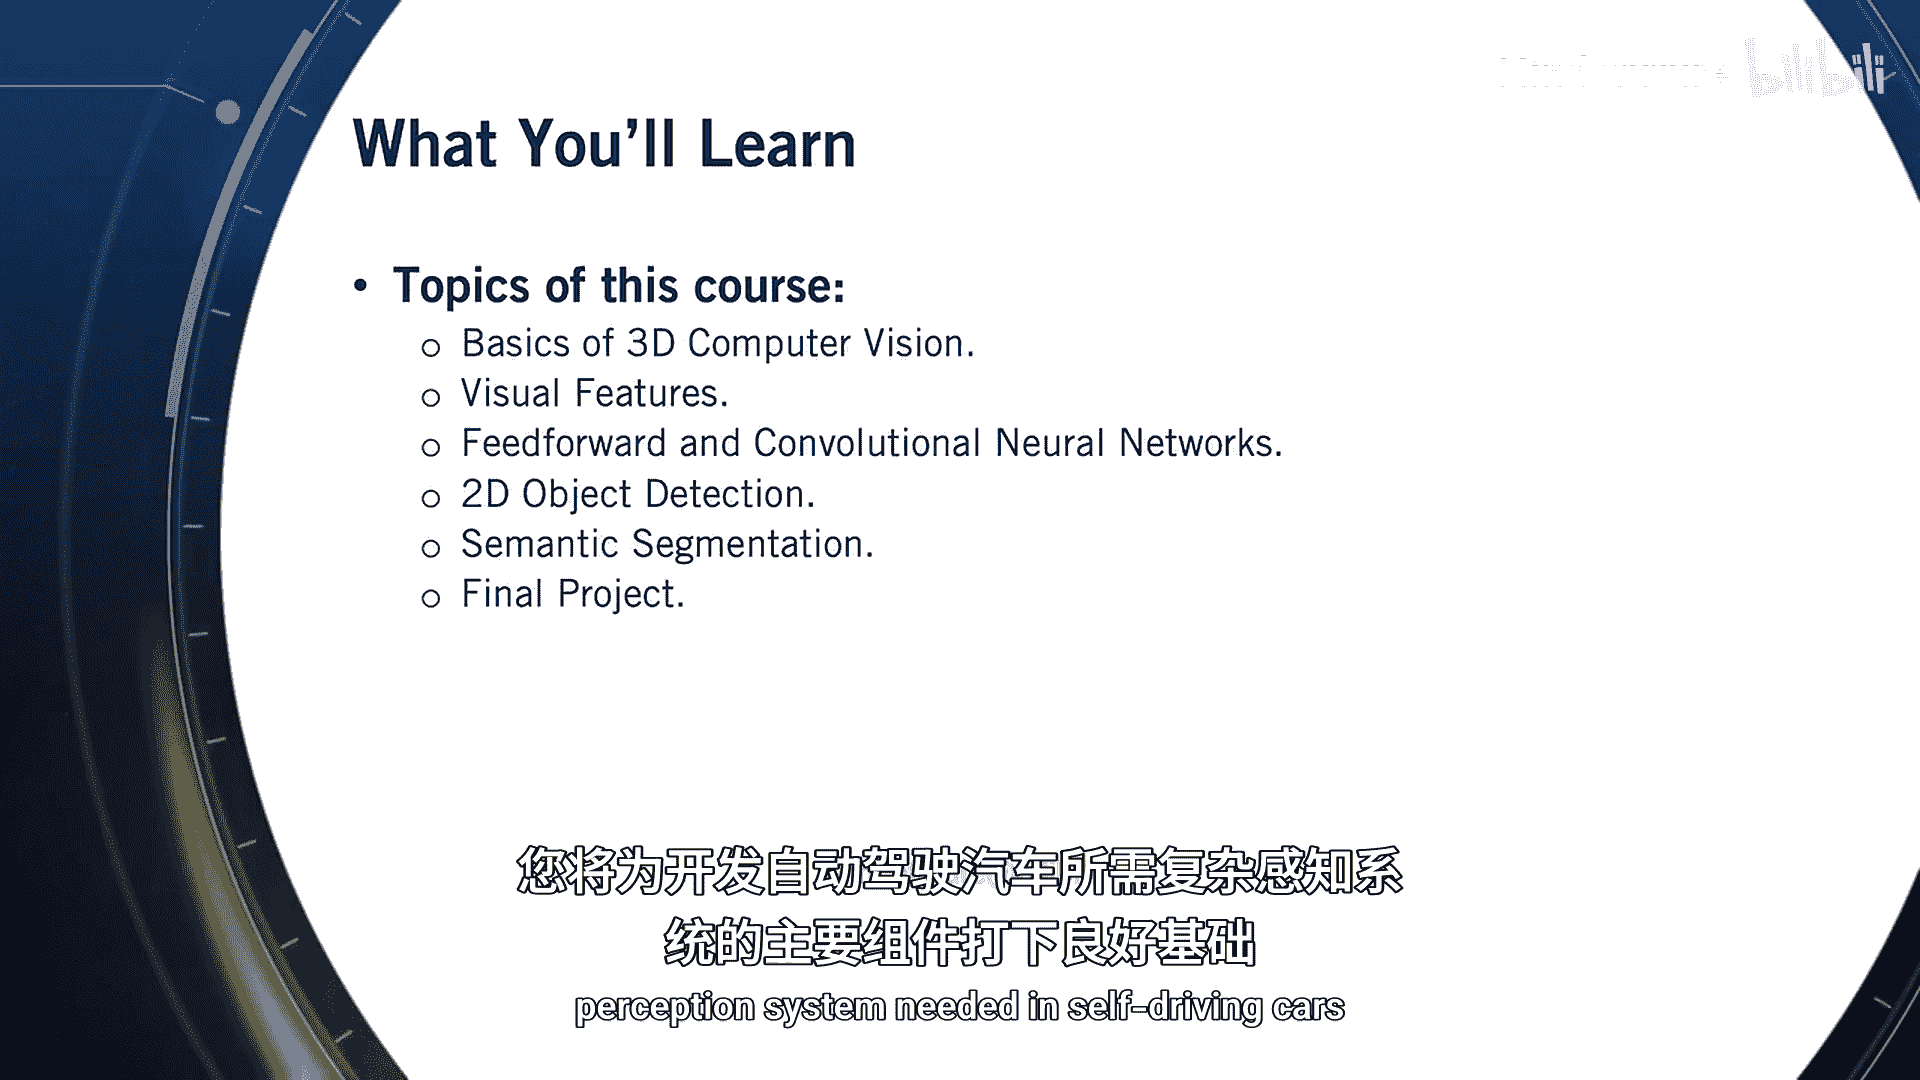 bilibili
What You’ll Learn
• Topics of this course:
o Basics of 3D Computer Vision.
o Visual Features.
o Feedforward and Convolutional Neural Networks.
o 2D Object Detection.
o Semantic Segmentation.
o Final Project.
您将为开发自动驾驶汽车所需复杂感知系
统的主要组件打下良好基础
perception system needed in self-driving cars